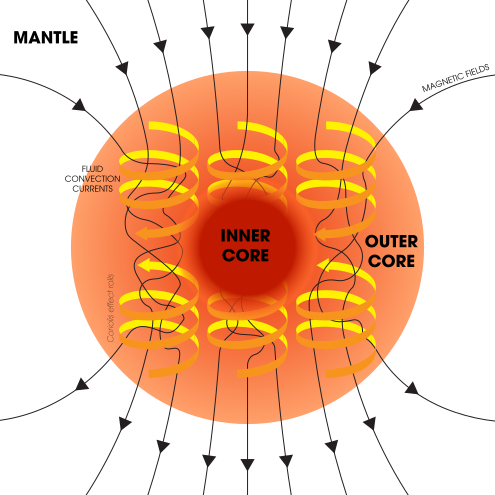 MANTLE
MAGNETIC FIELDS
FLUID
CONVECTION
CURRENTS
INNER
CORE
OUTER
CORE
Coriolis effect rolls